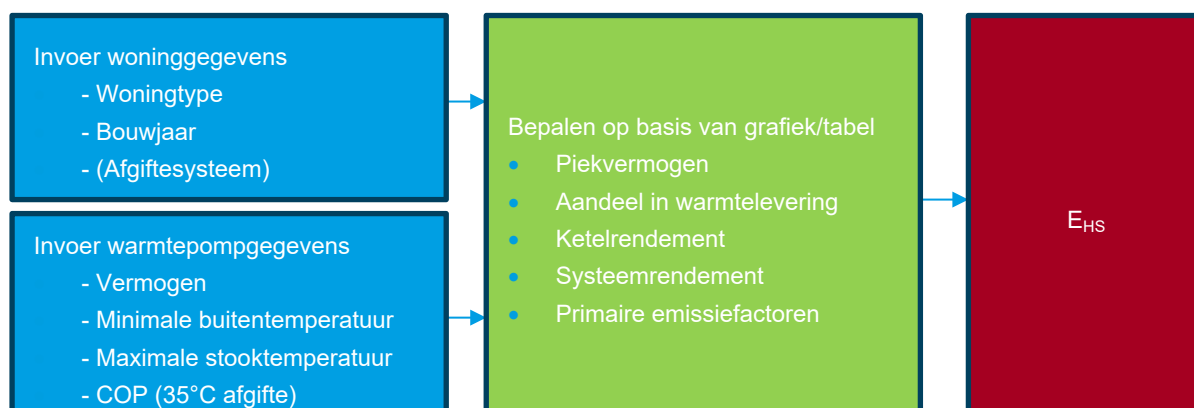 Invoer woninggegevens
- Woningtype
- Bouwjaar
- (Afgiftesysteem)
Invoer warmtepompgegevens
- Vermogen
- Minimale buitentemperatuur
- Maximale stooktemperatuur
- COP (35°C afgifte)
Bepalen op basis van grafiek/tabel
• Piekvermogen
• Aandeel in warmtelevering
• Ketelrendement
• Systeemrendement
• Primaire emissiefactoren
EHS